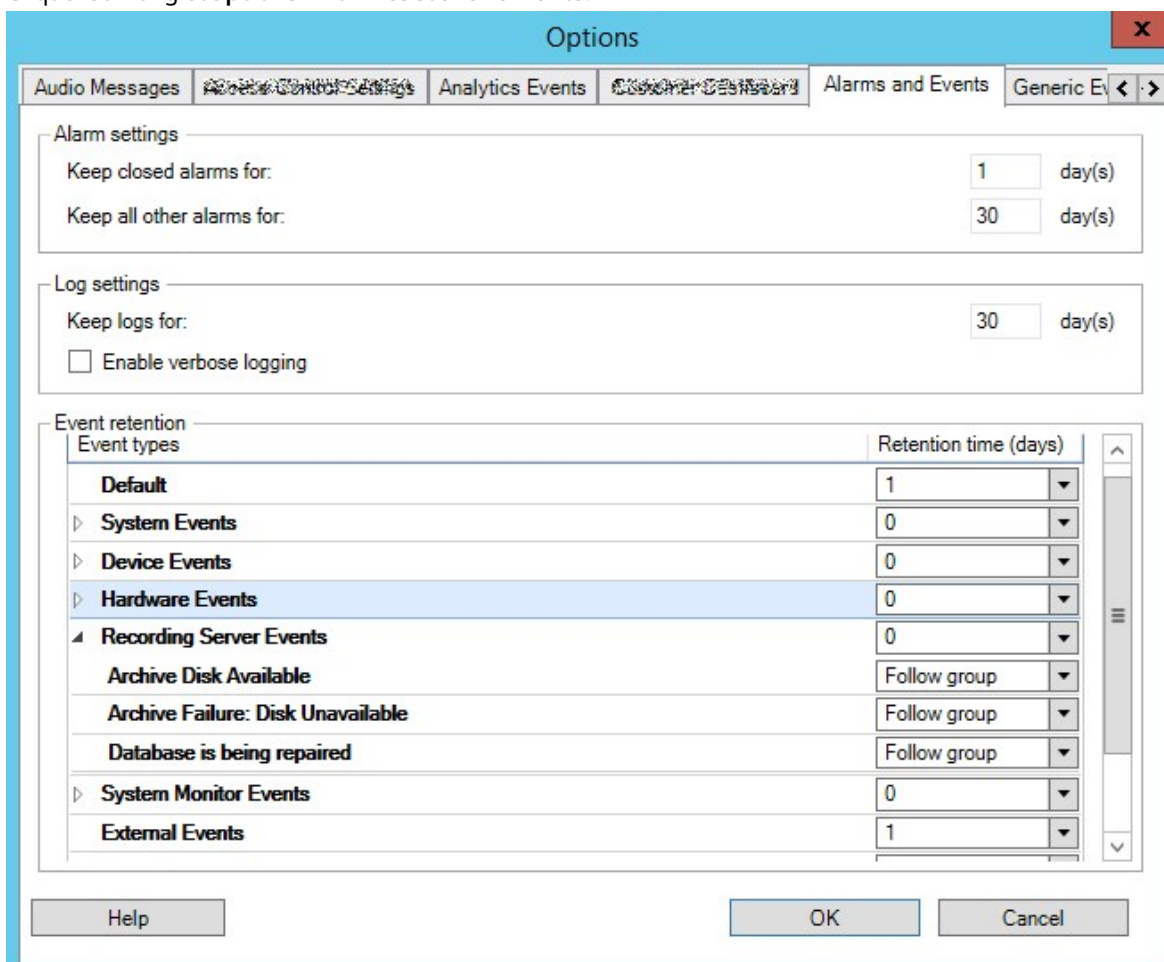 Options
x
Audio Messages Analytics Events Alarms and Events Generic Ev
Alarm settings
Keep closed alarms for: 1 day(s)
Keep all other alarms for: 30 day(s)
Log settings
Keep logs for: 30 day(s)
Enable verbose logging
Event retention
Event types Retention time (days)
Default 1
System Events 0
Device Events 0
Hardware Events 0
Recording Server Events 0
Archive Disk Available Follow group
Archive Failure: Disk Unavailable Follow group
Database is being repaired Follow group
System Monitor Events 0
External Events 1
Help OK Cancel